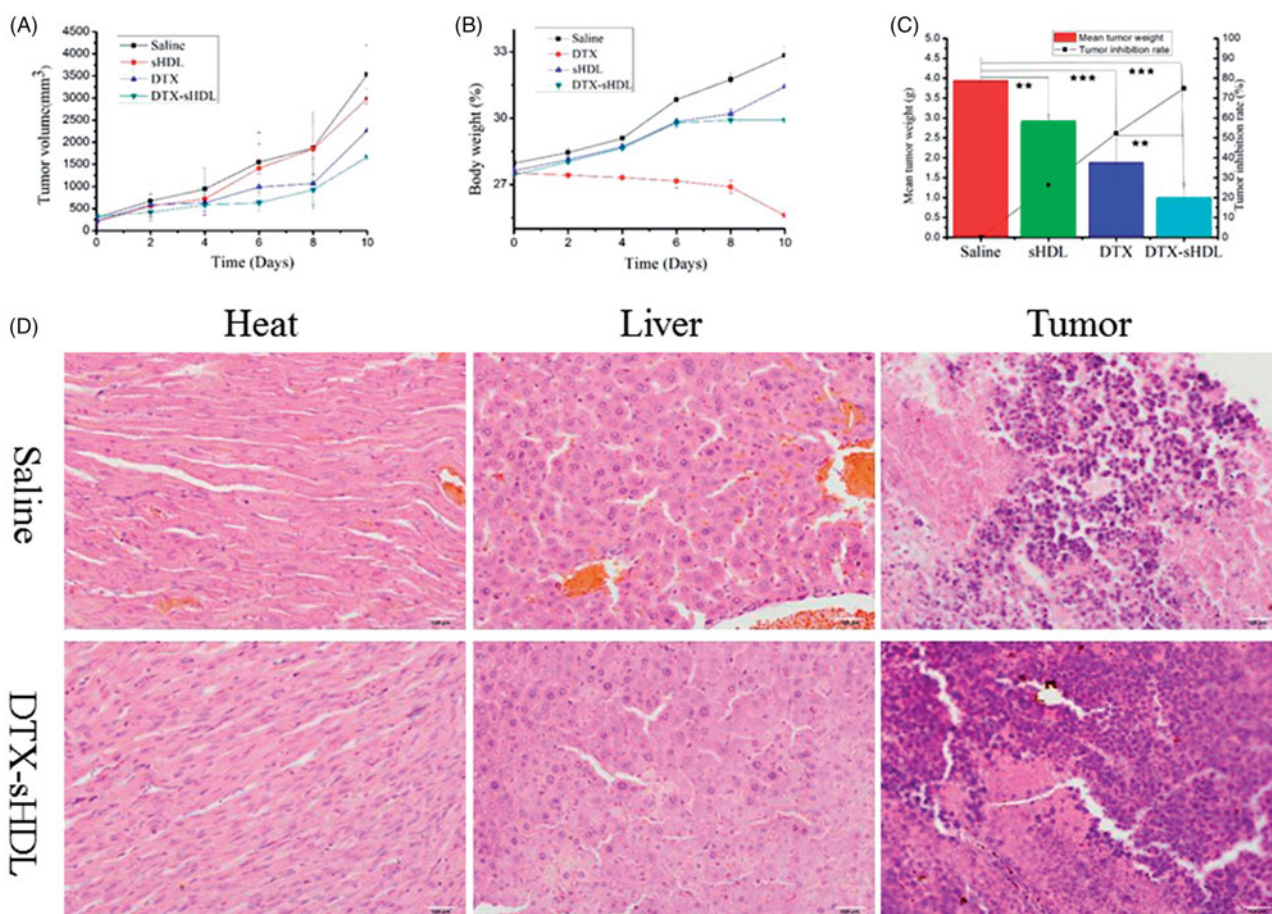 (A)
Tumor volume(mm³)
4500
4000
3500
3000
2500
2000
1500
1000
500
0
Saline
sHDL
DTX
DTX-sHDL
0 2 4 6 8 10
Time (Days)
(B)
Body weight (%)
33
30
27
Saline
DTX
sHDL
DTX-sHDL
0 2 4 6 8 10
Time (Days)
(C)
Mean tumor weight
Tumor inhibition rate
Mean tumor weight (g)
5.0
4.5
4.0
3.5
3.0
2.5
2.0
1.5
1.0
0.5
0.0
100
90
80
70
60
50
40
30
20
10
0
Tumor inhibition rate (%)
** *** ***
**
Saline sHDL DTX DTX-sHDL
(D)
Heat Liver Tumor
Saline
DTX-sHDL